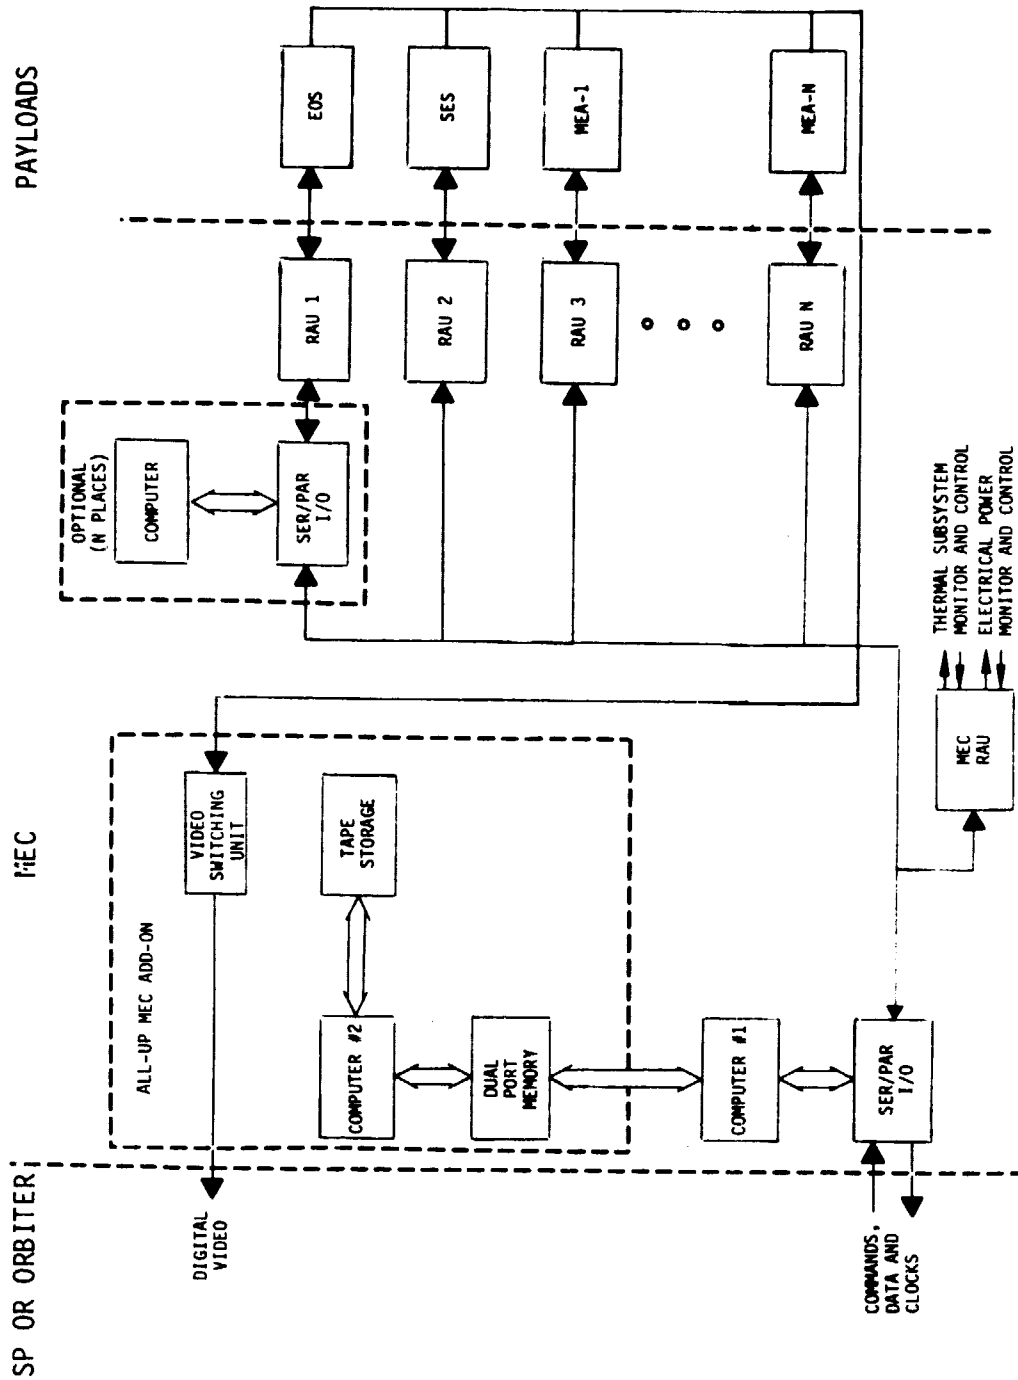 SP OR ORBITER
MEC
PAYLOADS
DIGITAL
VIDEO
ALL-UP MEC ADD-ON
VIDEO
SWITCHING
UNIT
COMPUTER #2
TAPE
STORAGE
DUAL
PORT
MEMORY
COMPUTER #1
SER/PAR
I/O
COMMANDS,
DATA AND
CLOCKS
MEC
RAU
THERMAL SUBSYSTEM
MONITOR AND CONTROL
ELECTRICAL POWER
MONITOR AND CONTROL
OPTIONAL
(N PLACES)
COMPUTER
SER/PAR
I/O
RAU 1
RAU 2
RAU 3
RAU N
EOS
SES
MEA-1
MEA-N